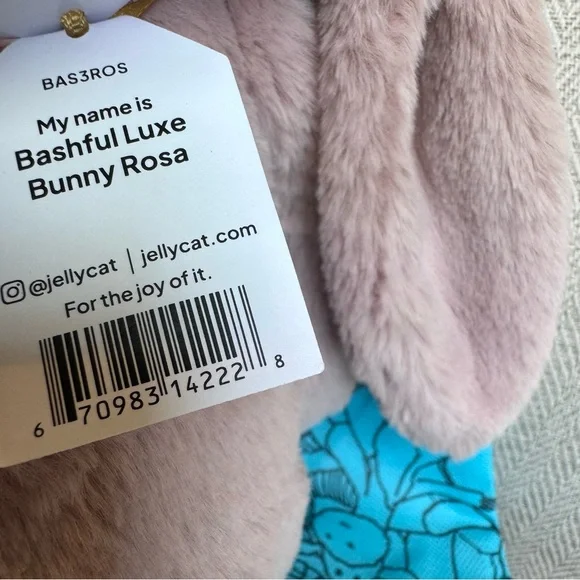 BAS3ROS
My name is
Bashful Luxe
Bunny Rosa
@jellycat | jellycat.com
For the joy of it.
6 70983 14222 8